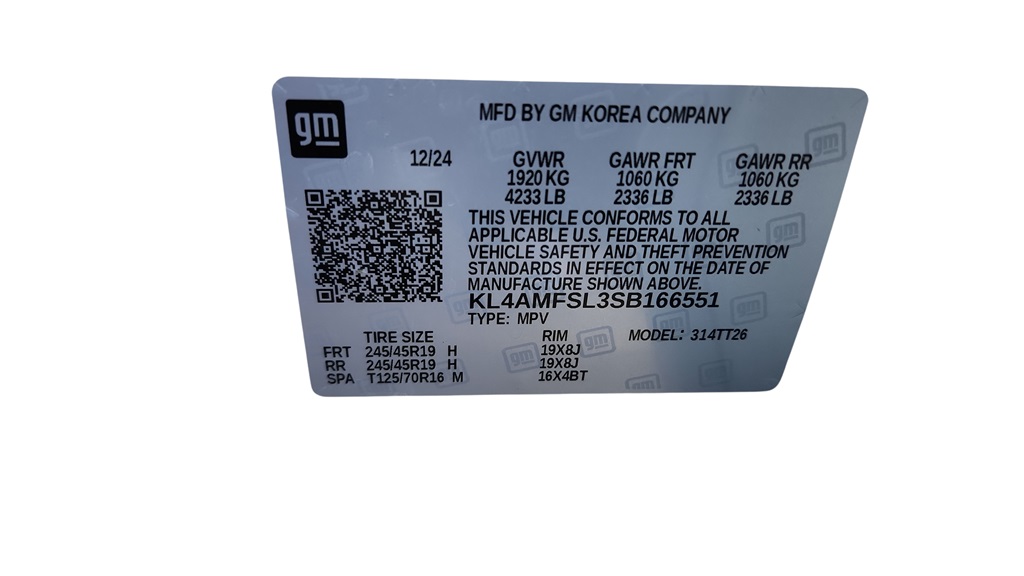 gm
MFD BY GM KOREA COMPANY
12/24 GVWR GAWR FRT GAWR RR
1920 KG 1060 KG 1060 KG
4233 LB 2336 LB 2336 LB
THIS VEHICLE CONFORMS TO ALL
APPLICABLE U.S. FEDERAL MOTOR
VEHICLE SAFETY AND THEFT PREVENTION
STANDARDS IN EFFECT ON THE DATE OF
MANUFACTURE SHOWN ABOVE.
KL4AMFSL3SB166551
TYPE: MPV
TIRE SIZE RIM MODEL: 314TT26
FRT 245/45R19 H 19X8J
RR 245/45R19 H 19X8J
SPA T125/70R16 M 16X4BT